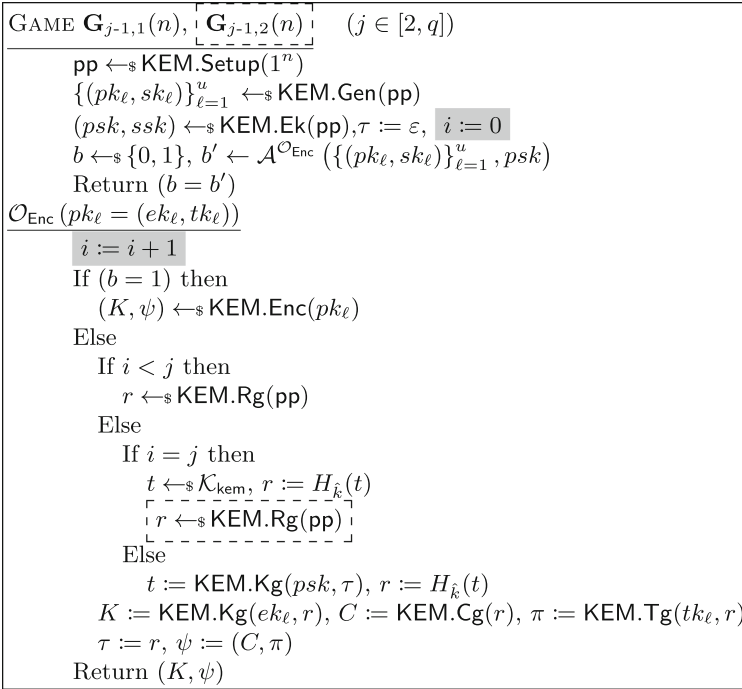 GAME G_{j-1,1}(n), G_{j-1,2}(n) (j ∈ [2, q])
pp ←$ KEM.Setup(1^n)
{(pk_ℓ, sk_ℓ)}_{ℓ=1}^u ←$ KEM.Gen(pp)
(psk, ssk) ←$ KEM.Ek(pp),τ := ε, i := 0
b ←$ {0, 1}, b′ ← A^{O_Enc} ({(pk_ℓ, sk_ℓ)}_{ℓ=1}^u, psk)
Return (b = b′)
O_Enc (pk_ℓ = (ek_ℓ, tk_ℓ))
i := i + 1
If (b = 1) then
(K, ψ) ←$ KEM.Enc(pk_ℓ)
Else
If i < j then
r ←$ KEM.Rg(pp)
Else
If i = j then
t ←$ K_kem, r := H_{k̂}(t)
r ←$ KEM.Rg(pp)
Else
t := KEM.Kg(psk, τ), r := H_{k̂}(t)
K := KEM.Kg(ek_ℓ, r), C := KEM.Cg(r), π := KEM.Tg(tk_ℓ, r)
τ := r, ψ := (C, π)
Return (K, ψ)